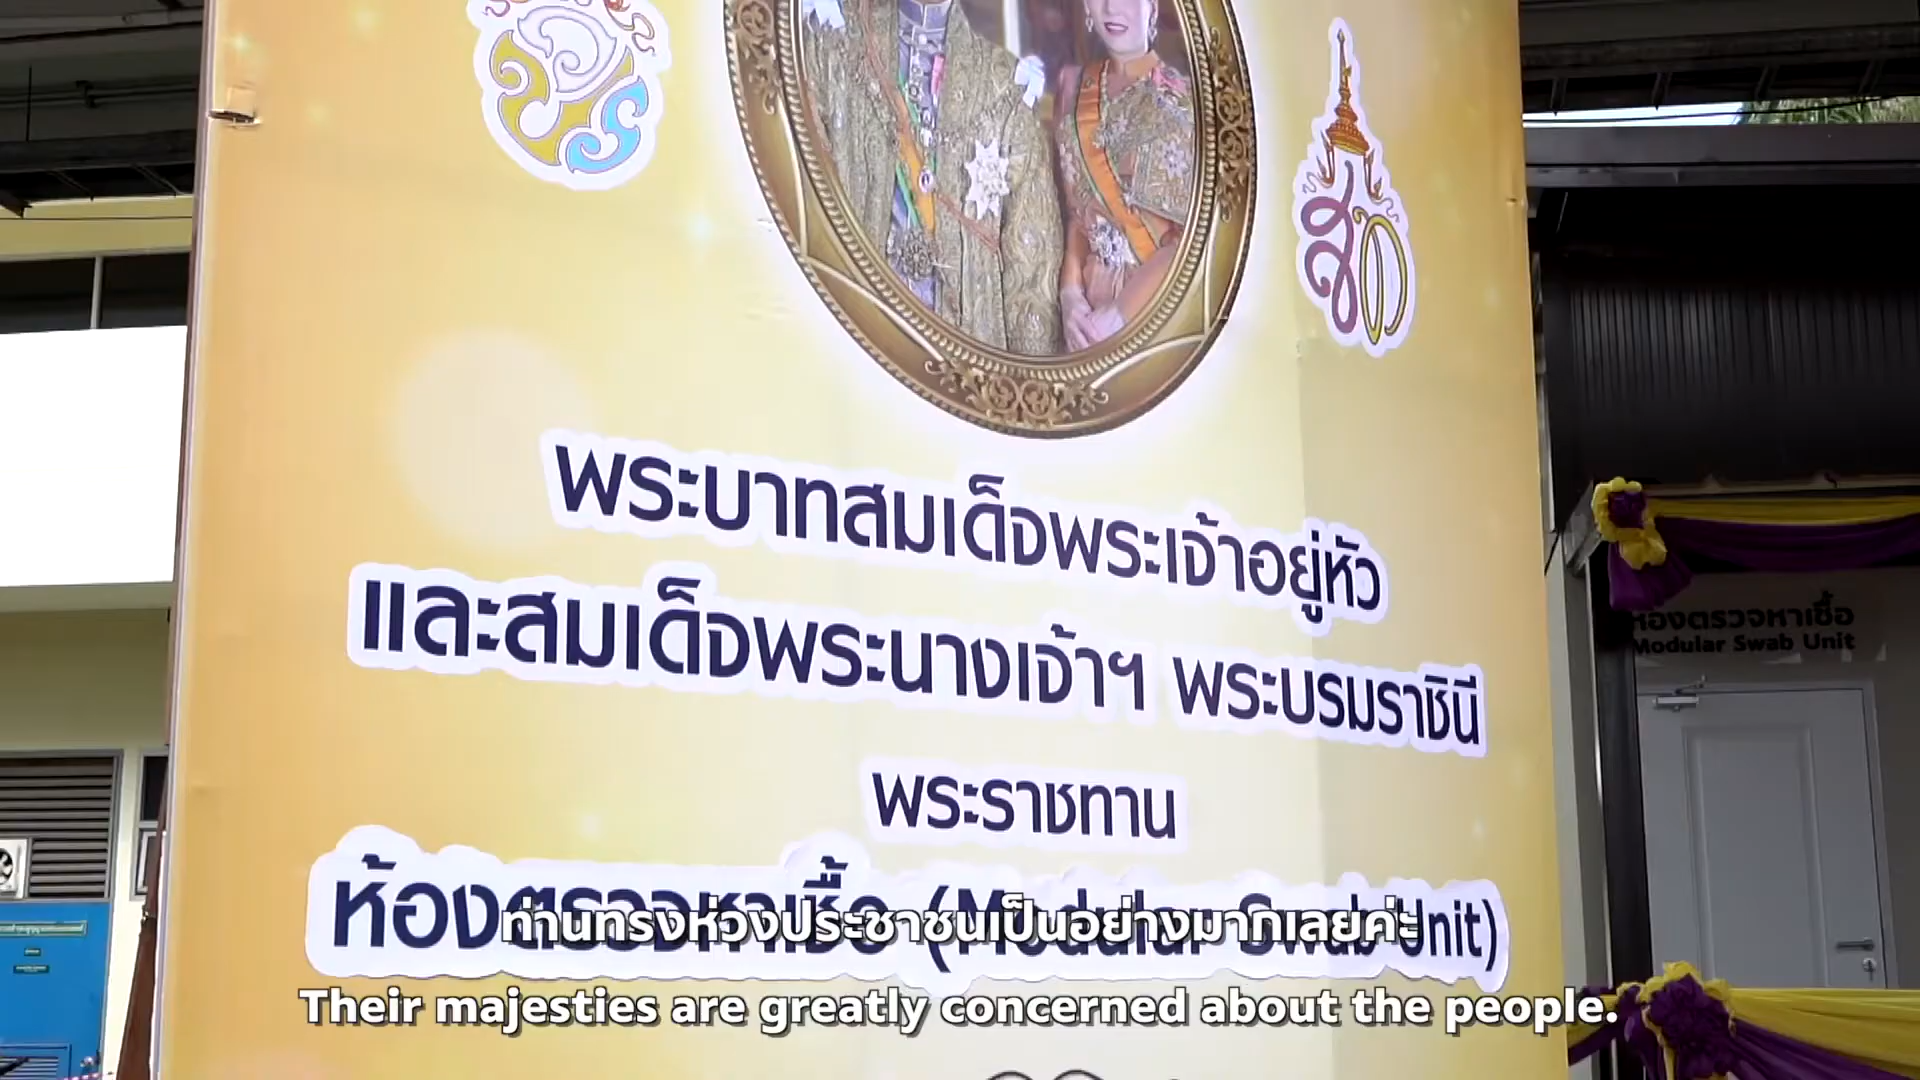 พระบาทสมเด็จพระเจ้าอยู่หัว
และสมเด็จพระนางเจ้าฯ พระบรมราชินี
พระราชทาน
ห้องตรวจหาเชื้อ (Modular Swab Unit)
ห้องตรวจหาเชื้อ
Modular Swab Unit
ท่านทรงห่วงประชาชนเป็นอย่างมากเลยค่ะ
Their majesties are greatly concerned about the people.